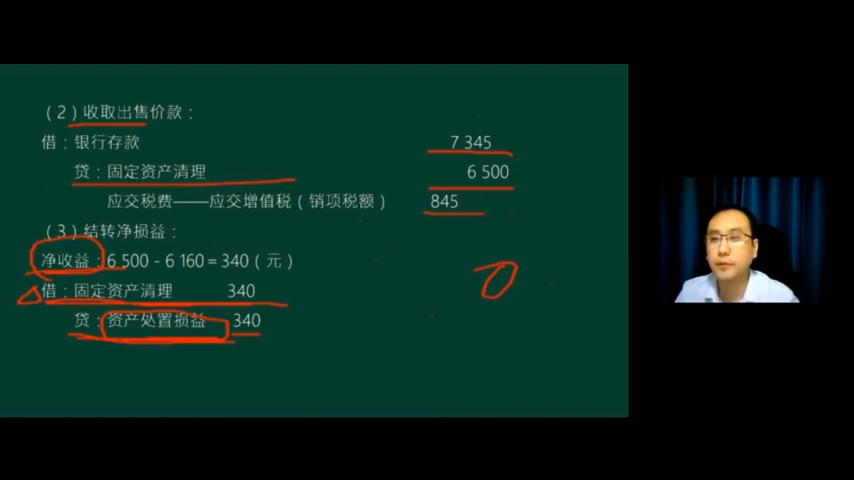 （2）收取出售价款：
借：银行存款 7 345
贷：固定资产清理 6 500
应交税费——应交增值税（销项税额） 845
（3）结转净损益：
净收益：6 500 - 6 160 = 340（元）
借：固定资产清理 340
贷：资产处置损益 340